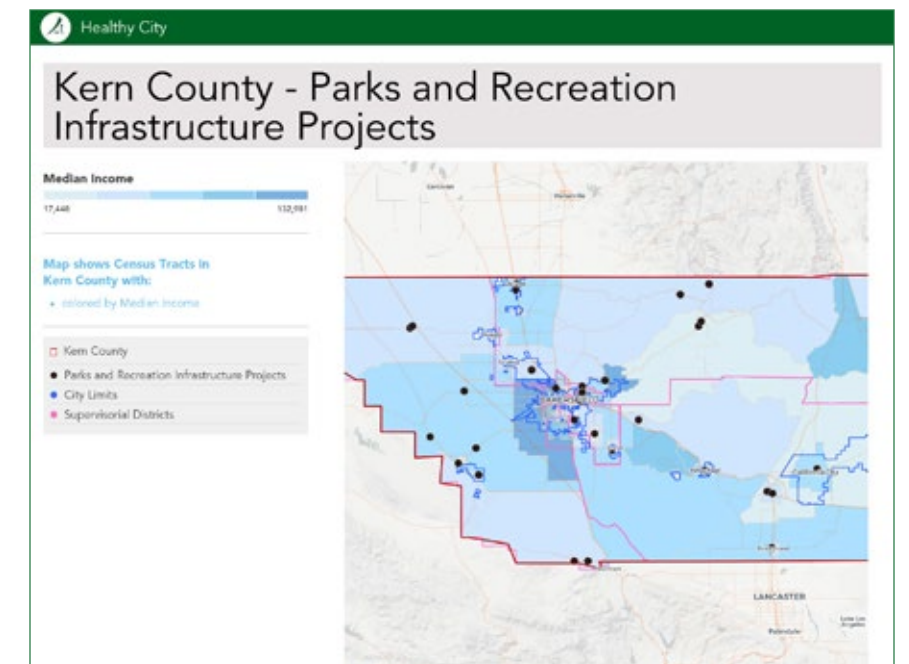 Healthy City
Kern County - Parks and Recreation
Infrastructure Projects
Median Income
17,448
132,981
Map shows Census Tracts in
Kern County with:
• colored by Median Income
Kern County
Parks and Recreation Infrastructure Projects
City Limits
Supervisorial Districts
BAKERSFIELD
LANCASTER
Palmdale
Los
Angeles